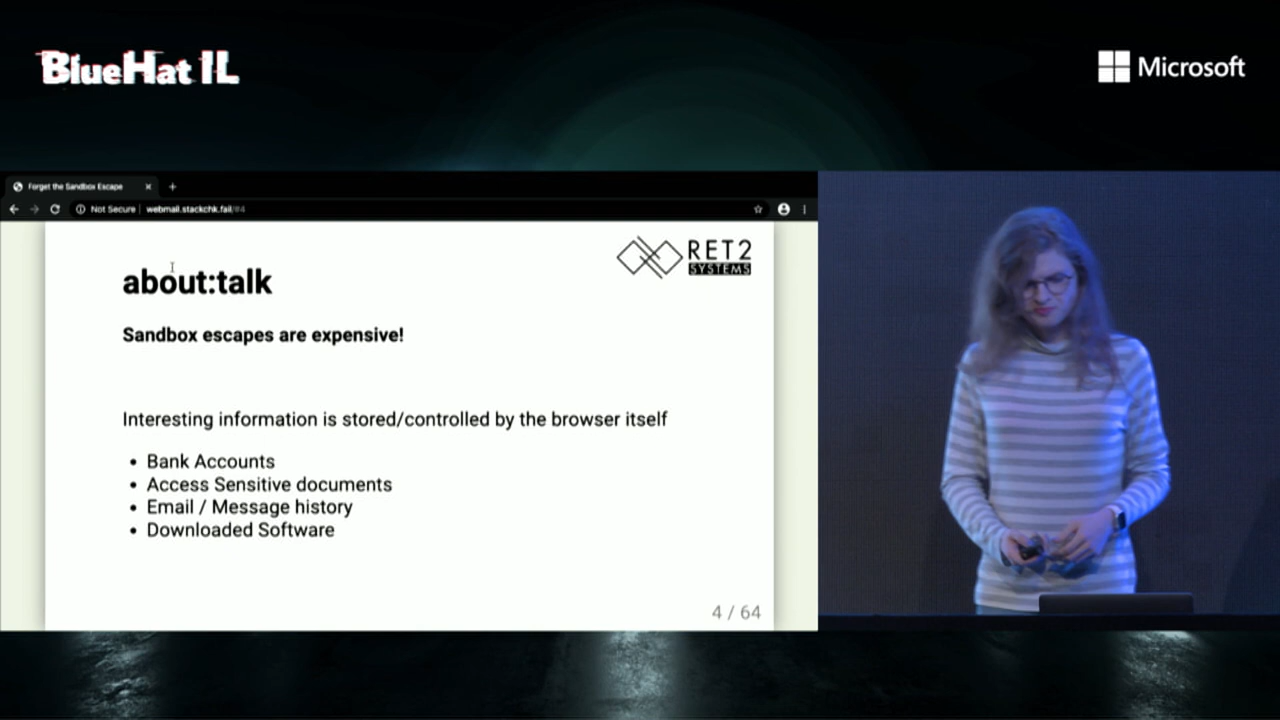 BlueHat IL
Microsoft
Forget the Sandbox Escape
Not Secure webmail.stackchk.fail/#4
RET2
SYSTEMS
about:talk
Sandbox escapes are expensive!
Interesting information is stored/controlled by the browser itself
• Bank Accounts
• Access Sensitive documents
• Email / Message history
• Downloaded Software
4 / 64